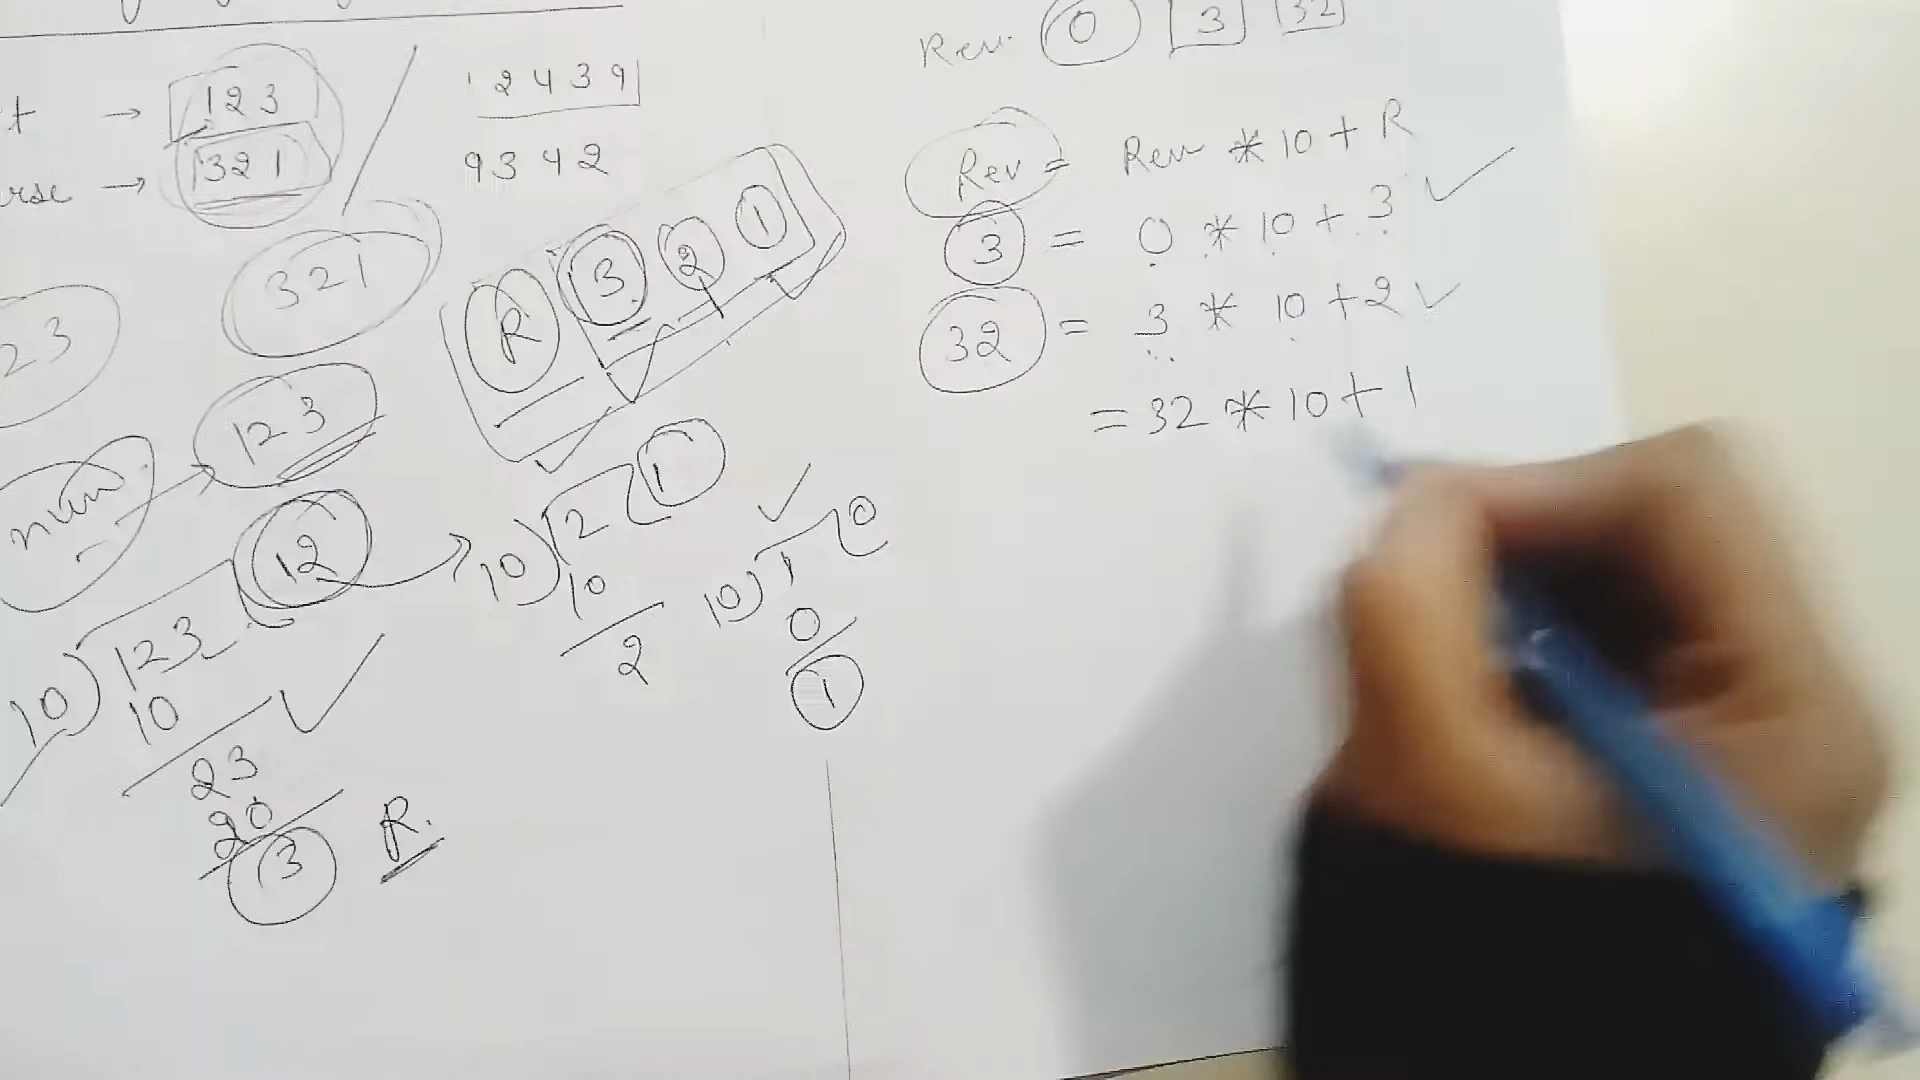 t → 123
rse → 321
12439
9342
321
23
R 3 2 1
123
num
12
10) 123
10
23
20
3 R.
10) 12 (1
10
2
10) 1 (0
0
1
Rev. 0 3 32
Rev = Rev * 10 + R
3 = 0 * 10 + 3
32 = 3 * 10 + 2
= 32 * 10 + 1